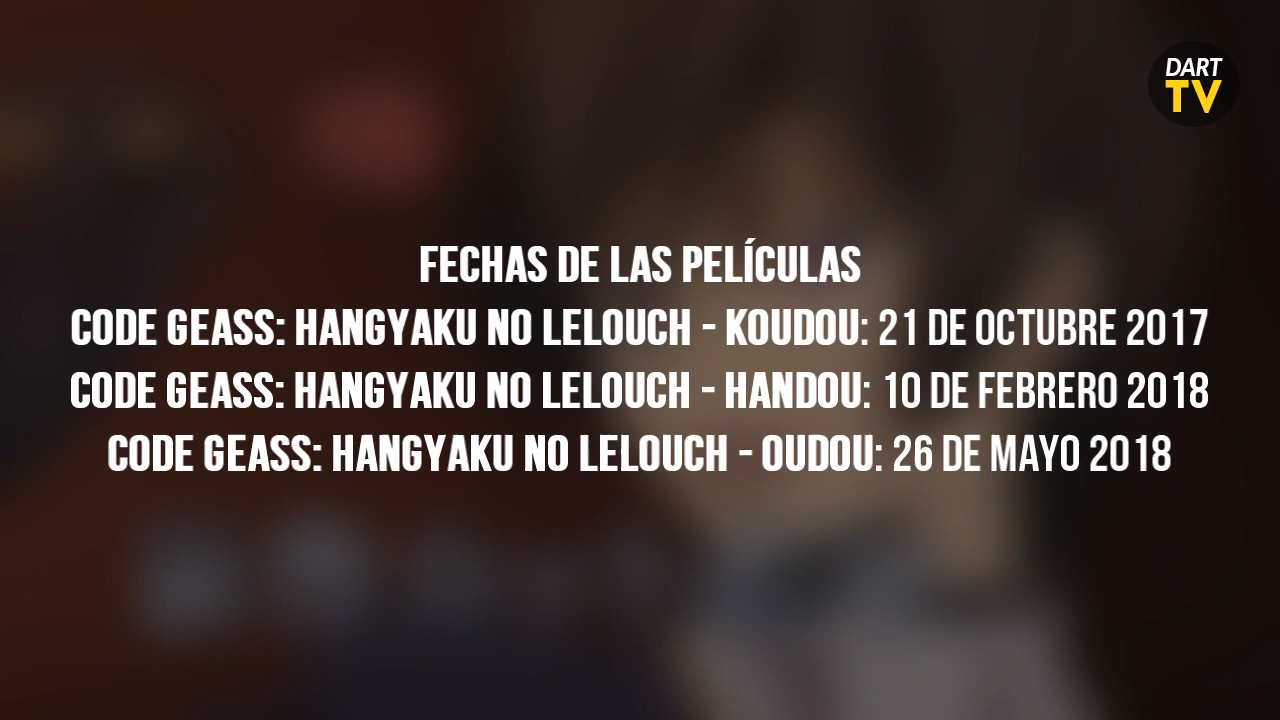 DART
TV
FECHAS DE LAS PELÍCULAS
CODE GEASS: HANGYAKU NO LELOUCH - KOUDOU: 21 DE OCTUBRE 2017
CODE GEASS: HANGYAKU NO LELOUCH - HANDOU: 10 DE FEBRERO 2018
CODE GEASS: HANGYAKU NO LELOUCH - OUDOU: 26 DE MAYO 2018